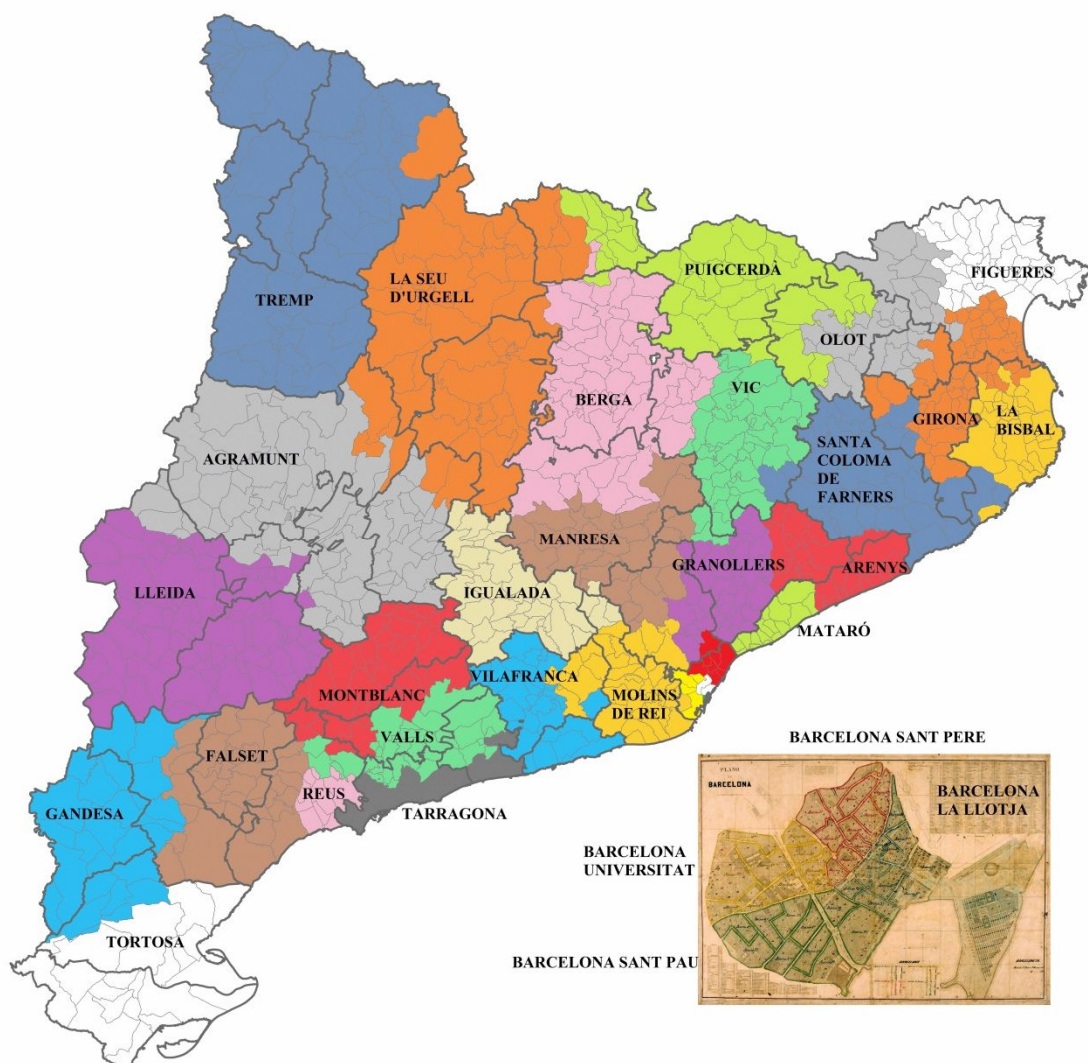 FIGUERES
PUIGCERDÀ
LA SEU
D'URGELL
TREMP
OLOT
VIC
BERGA
GIRONA
LA
BISBAL
SANTA
COLOMA
DE
FARNERS
AGRAMUNT
MANRESA
GRANOLLERS
ARENYS
LLEIDA
IGUALADA
MATARÓ
VILAFRANCA
MONTBLANC
MOLINS
DE REI
VALLS
FALSET
REUS
TARRAGONA
GANDESA
TORTOSA
BARCELONA SANT PERE
PLANO
BARCELONA
BARCELONA
LA LLOTJA
BARCELONA
UNIVERSITAT
BARCELONA SANT PAU